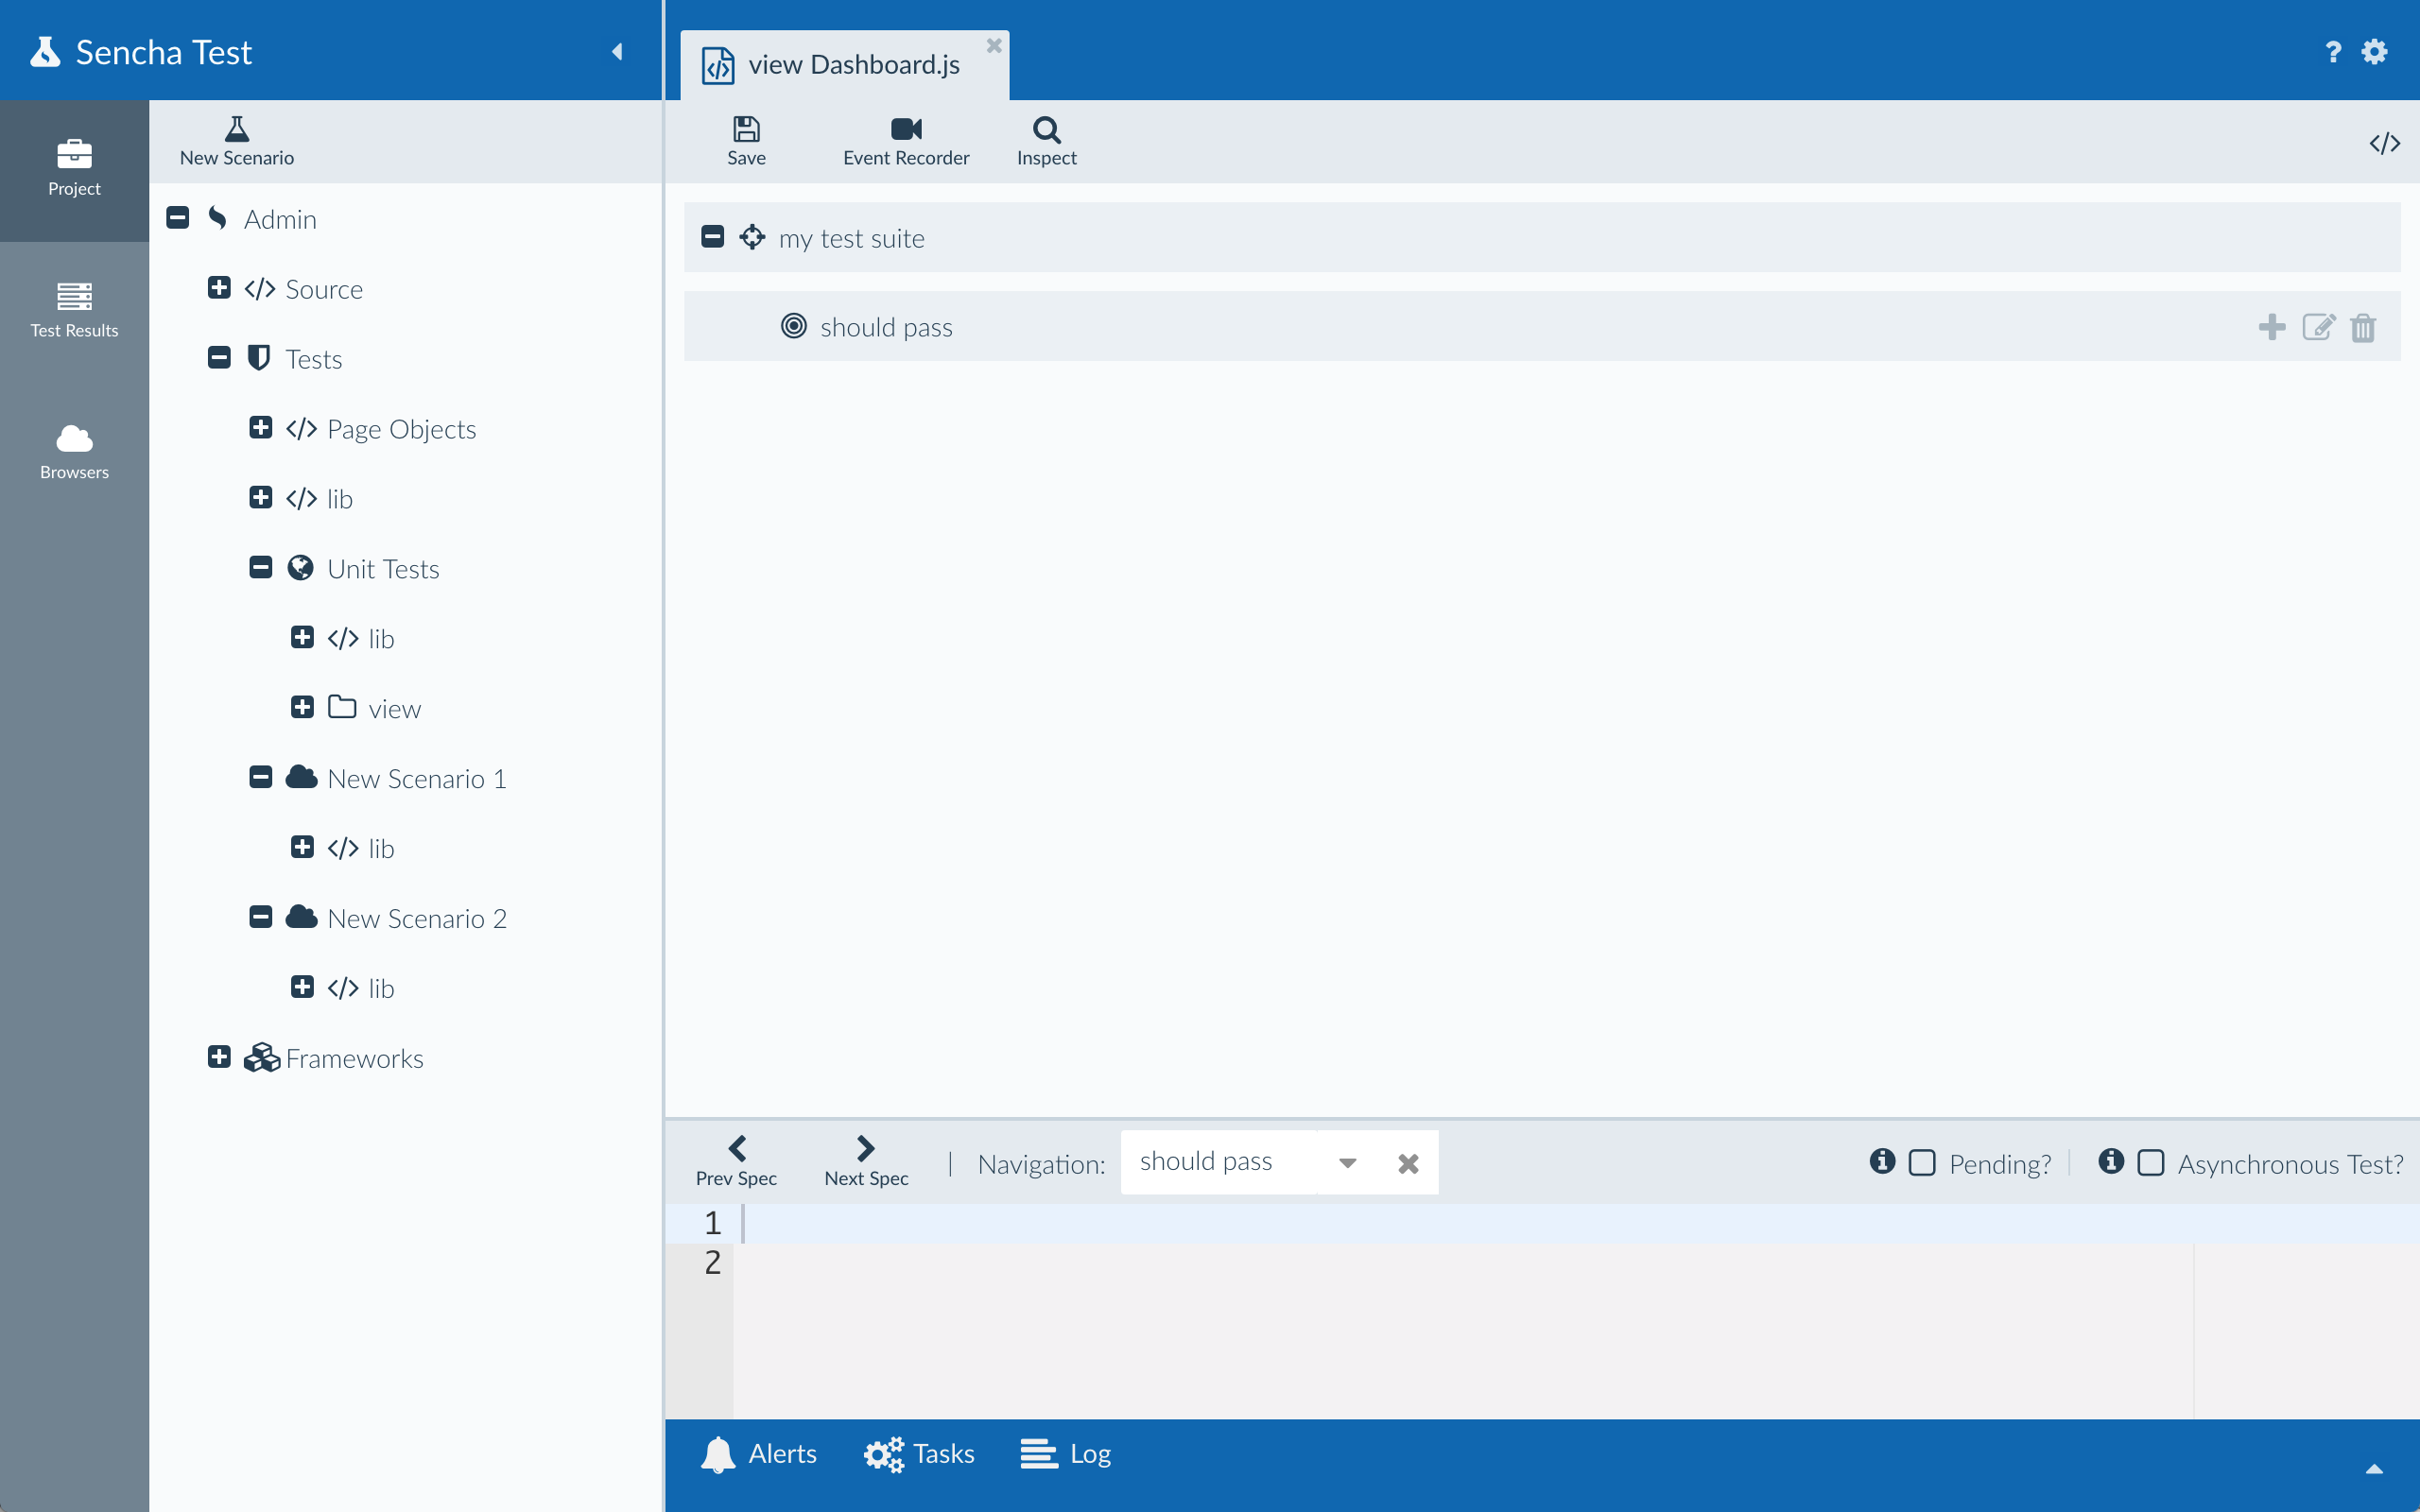 Sencha Test
view Dashboard.js
?
Project
Test Results
Browsers
New Scenario
Admin
Source
Tests
Page Objects
lib
Unit Tests
lib
view
New Scenario 1
lib
New Scenario 2
lib
Frameworks
Save
Event Recorder
Inspect
my test suite
should pass
Prev Spec
Next Spec
| Navigation:
should pass
Pending?
Asynchronous Test?
1
2
Alerts
Tasks
Log